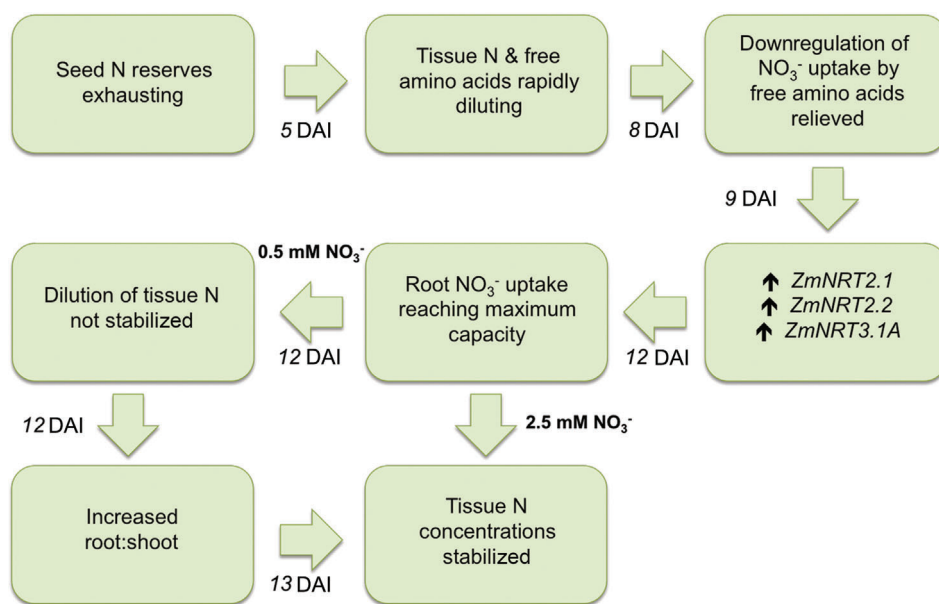 Seed N reserves
exhausting
5 DAI
Tissue N & free
amino acids rapidly
diluting
8 DAI
Downregulation of
NO₃⁻ uptake by
free amino acids
relieved
9 DAI
↑ ZmNRT2.1
↑ ZmNRT2.2
↑ ZmNRT3.1A
12 DAI
Root NO₃⁻ uptake
reaching maximum
capacity
0.5 mM NO₃⁻
12 DAI
Dilution of tissue N
not stabilized
12 DAI
2.5 mM NO₃⁻
Increased
root:shoot
13 DAI
Tissue N
concentrations
stabilized